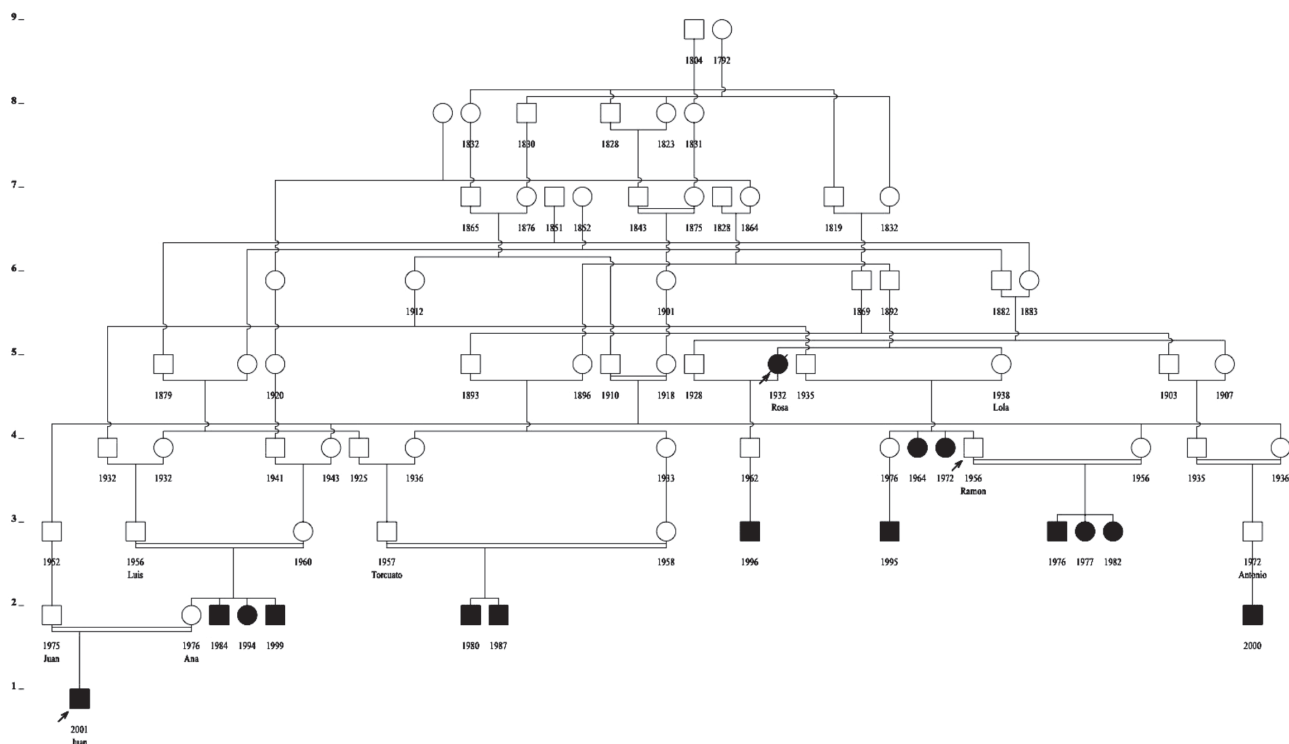 9
1804 1792
8
1832 1830 1828 1823 1831
7
1865 1876 1851 1852 1843 1875 1828 1864 1819 1832
6
1912 1901 1869 1892 1882 1883
5
1879 1920 1893 1896 1910 1918 1928 1932 1935 1938 1903 1907
Rosa Lola
4
1932 1932 1941 1943 1925 1936 1933 1962 1976 1964 1972 1956 1956 1935 1936
Ramon
3
1952 1956 1960 1957 1958 1996 1995 1976 1977 1982 1972
Luis Torcuato Antonio
2
1975 1976 1984 1994 1999 1980 1987 2000
Juan Ana
1
2001
Juan